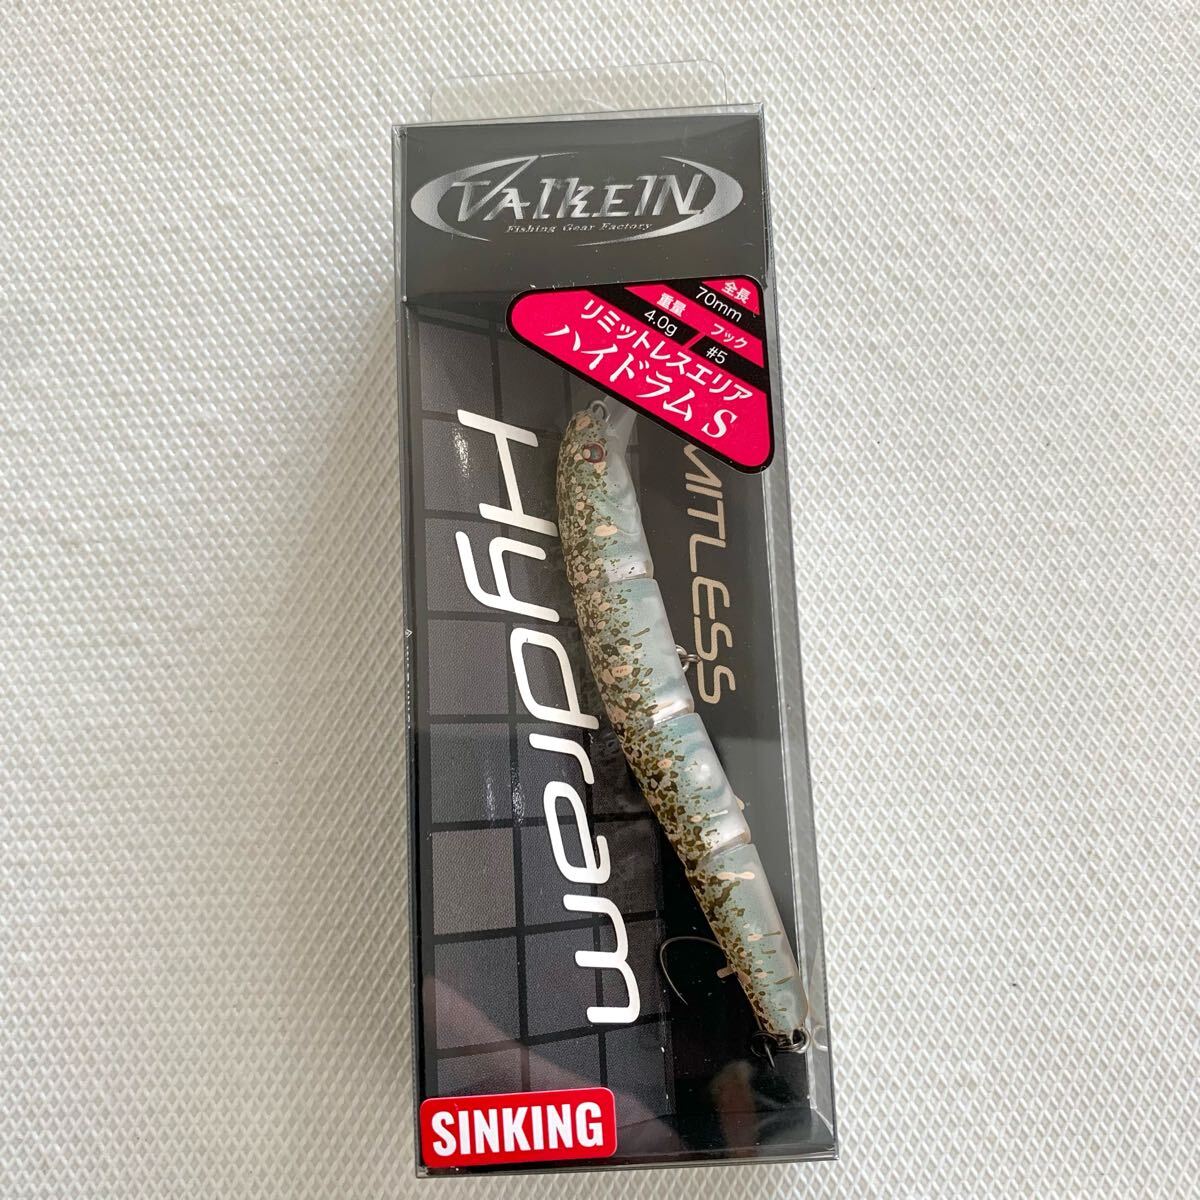 VALKEIN
Fishing Gear Factory
全長
70mm
重量 フック
4.0g #5
リミットレスエリア
ハイドラム S
MITLESS
Hydram
SINKING